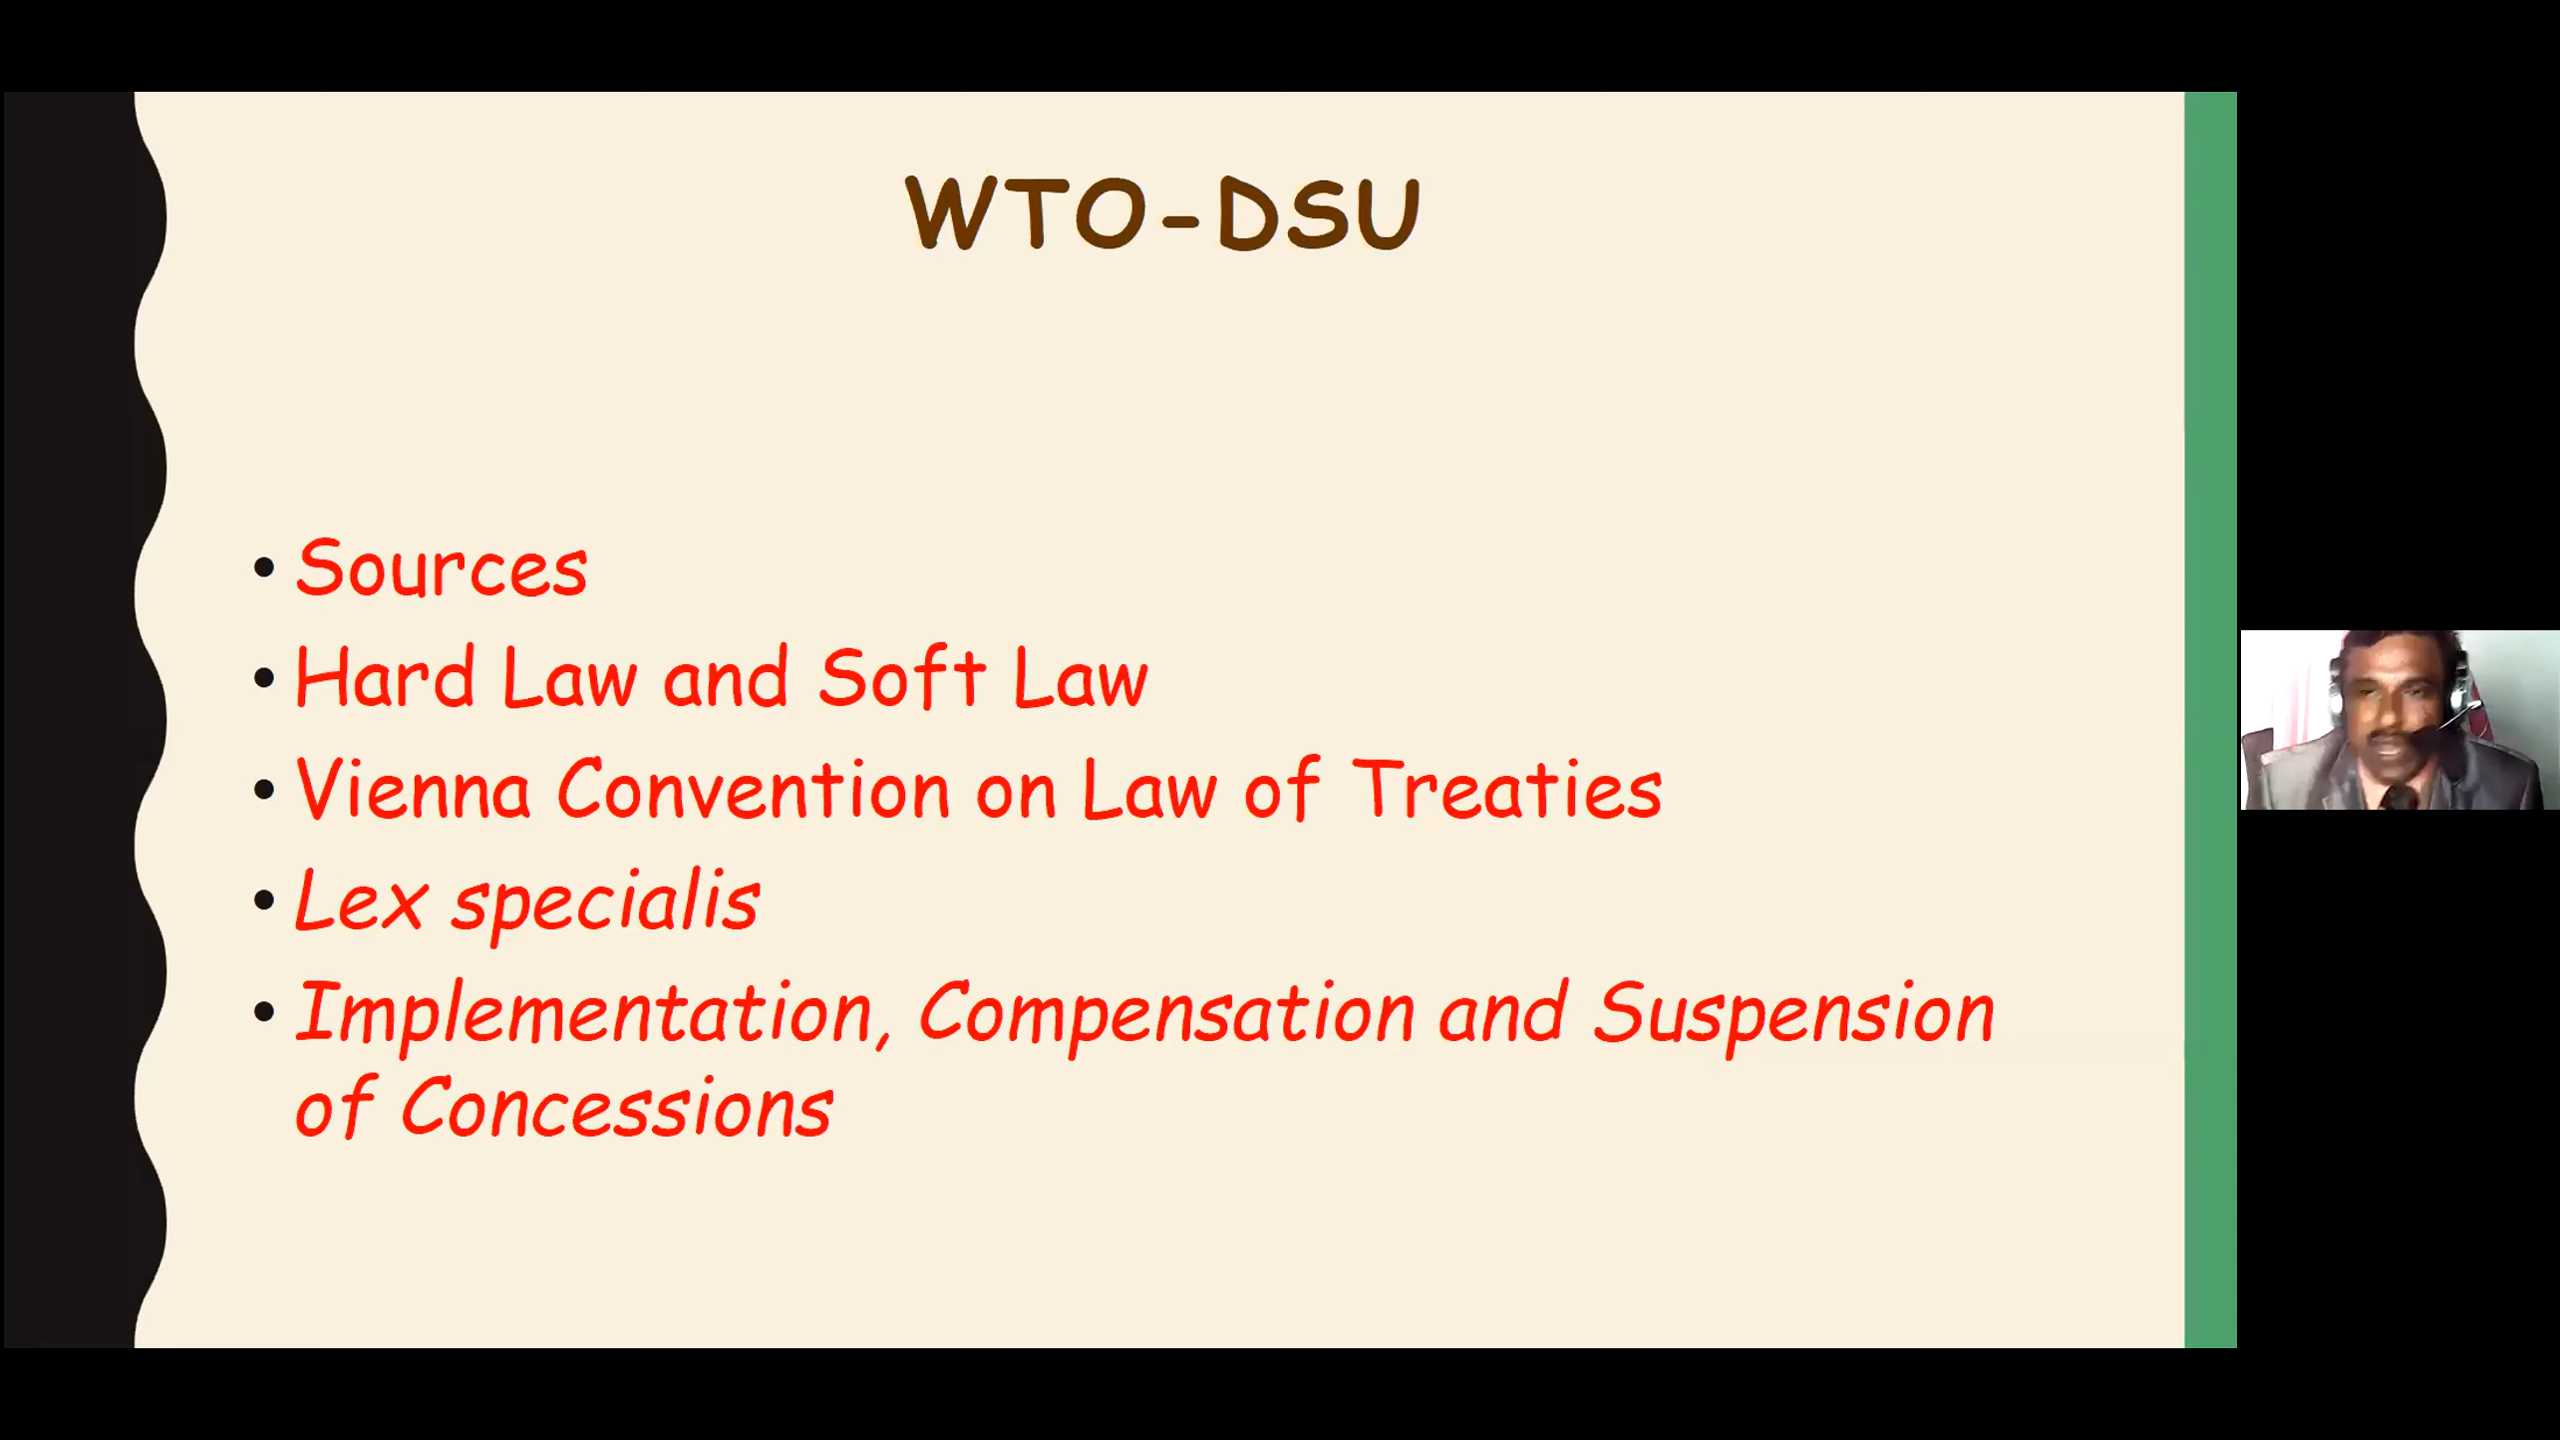 WTO-DSU
• Sources
• Hard Law and Soft Law
• Vienna Convention on Law of Treaties
• Lex specialis
• Implementation, Compensation and Suspension
of Concessions